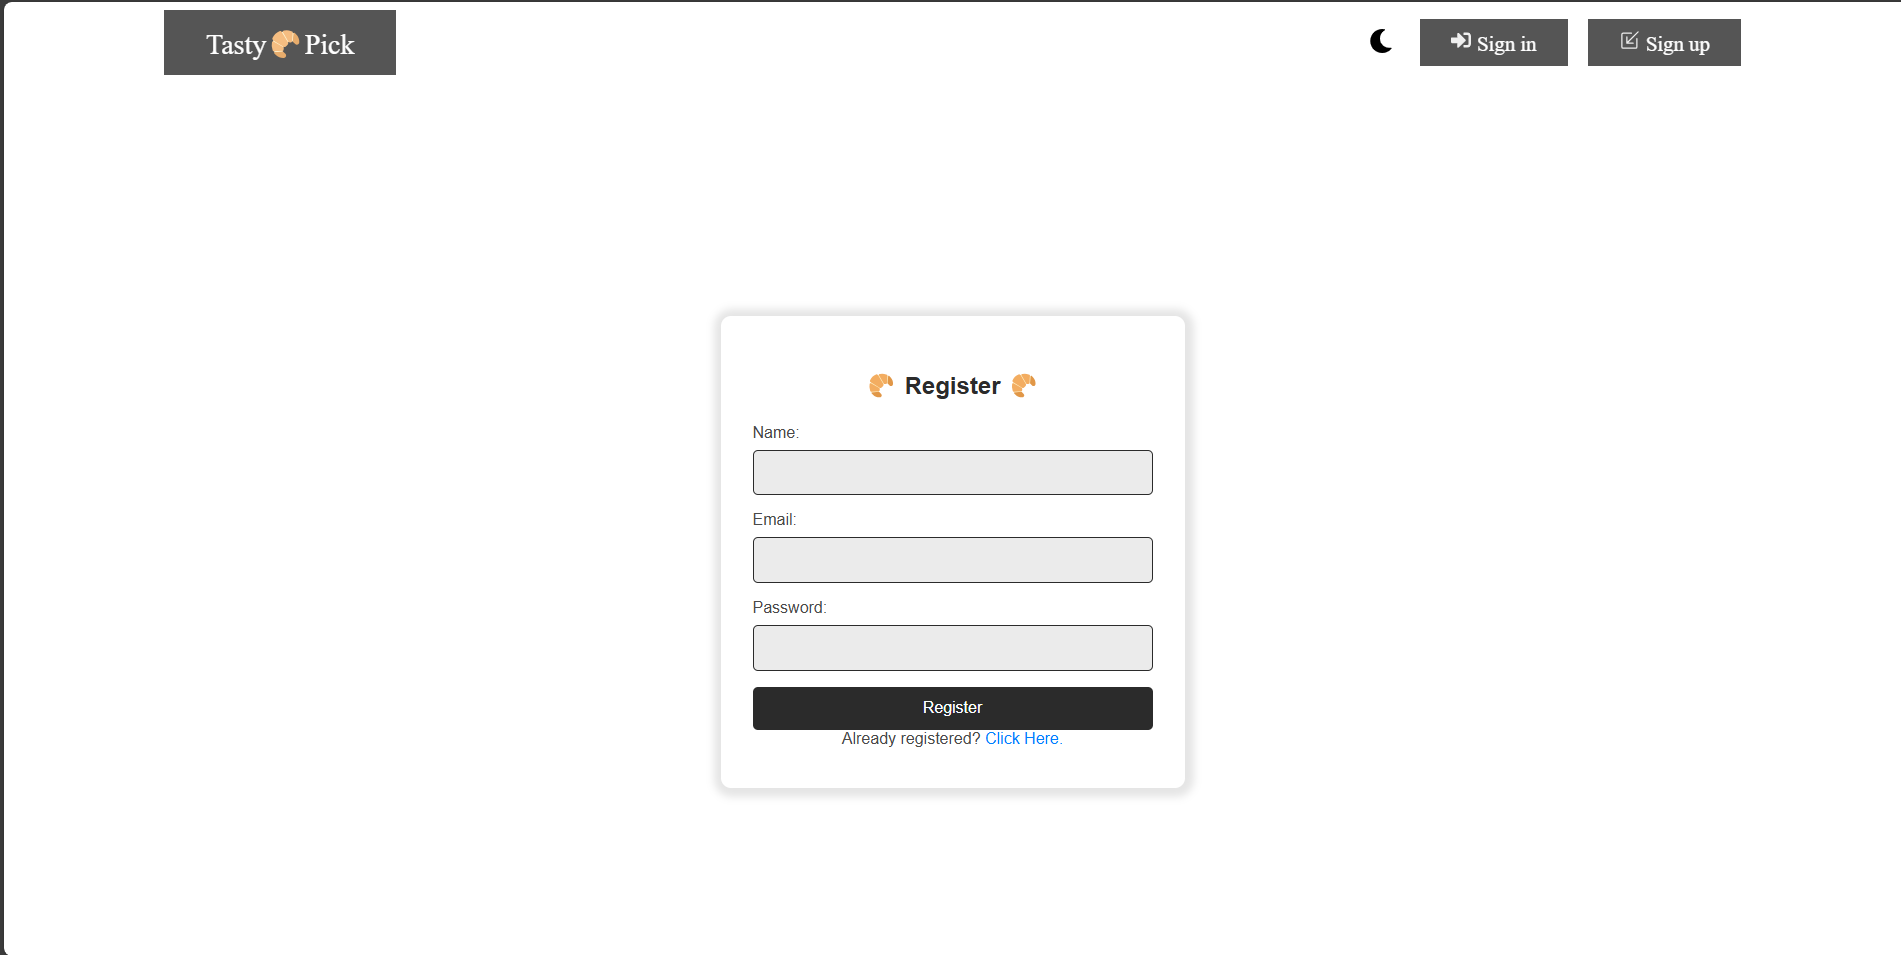 Tasty Pick
Sign in
Sign up
Register
Name:
Email:
Password:
Register
Already registered? Click Here.